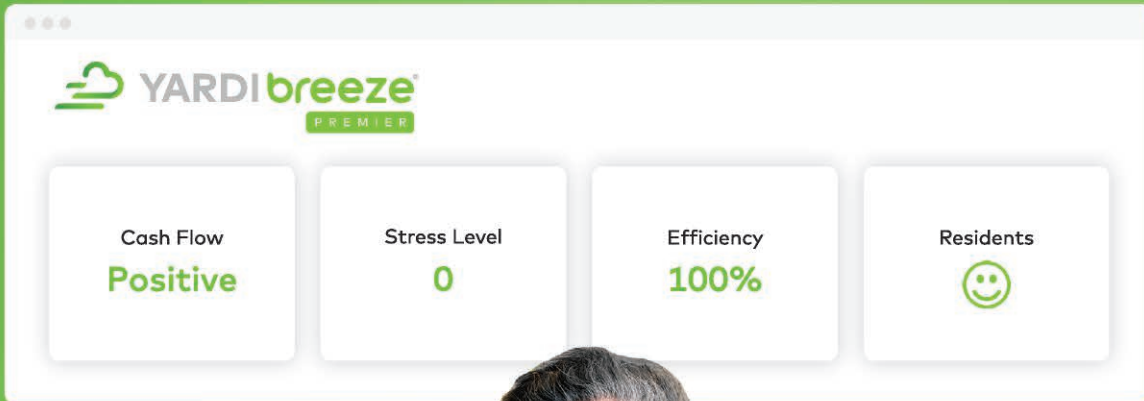 YARDI breeze®
PREMIER
Cash Flow
Positive
Stress Level
0
Efficiency
100%
Residents